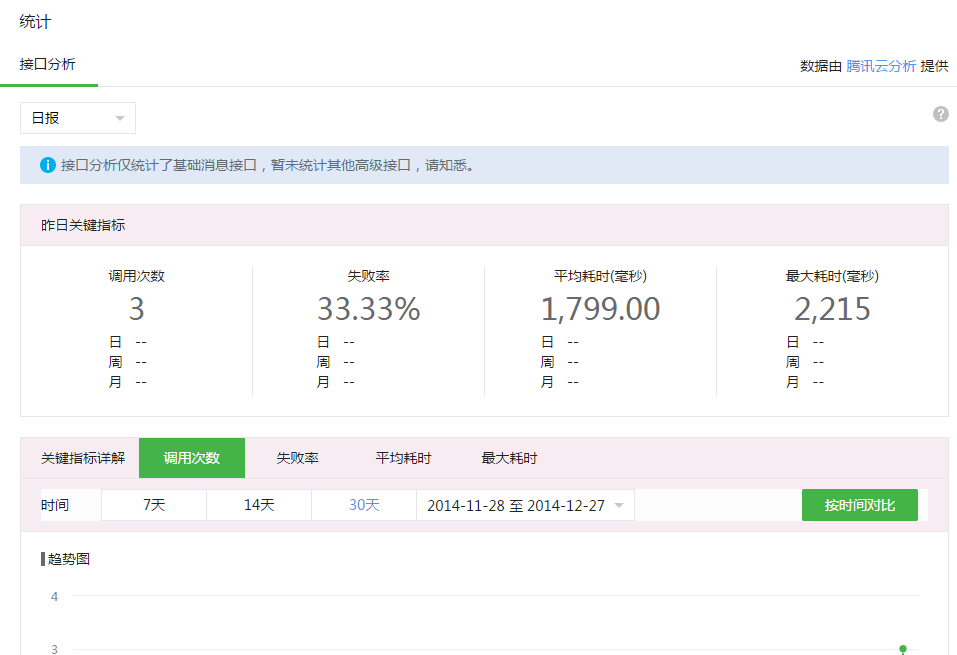 统计
接口分析
数据由 腾讯云分析 提供
日报
?
接口分析仅统计了基础消息接口，暂未统计其他高级接口，请知悉。
昨日关键指标
调用次数 失败率 平均耗时(毫秒) 最大耗时(毫秒)
3 33.33% 1,799.00 2,215
日 -- 日 -- 日 -- 日 --
周 -- 周 -- 周 -- 周 --
月 -- 月 -- 月 -- 月 --
关键指标详解 调用次数 失败率 平均耗时 最大耗时
时间 7天 14天 30天 2014-11-28 至 2014-12-27 按时间对比
趋势图
4
3